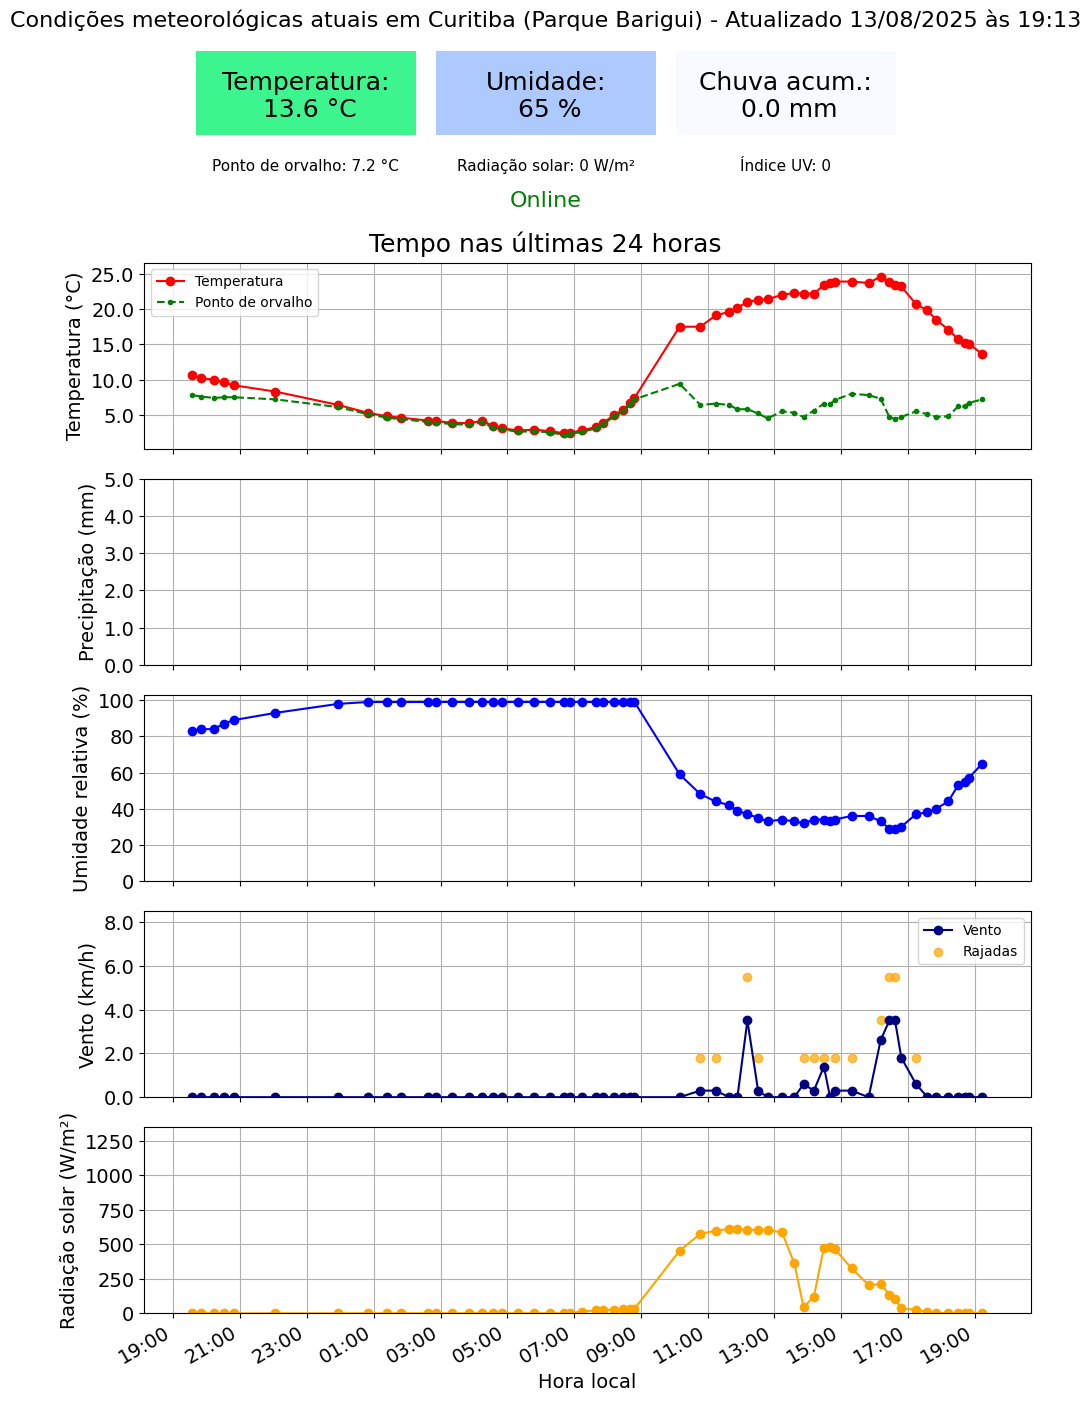 Condições meteorológicas atuais em Curitiba (Parque Barigui) - Atualizado 13/08/2025 às 19:13
Temperatura:
13.6 °C
Umidade:
65 %
Chuva acum.:
0.0 mm
Ponto de orvalho: 7.2 °C
Radiação solar: 0 W/m²
Índice UV: 0
Online
Tempo nas últimas 24 horas
Temperatura (°C)
25.0
20.0
15.0
10.0
5.0
Temperatura
Ponto de orvalho
Precipitação (mm)
5.0
4.0
3.0
2.0
1.0
0.0
Umidade relativa (%)
100
80
60
40
20
0
Vento (km/h)
8.0
6.0
4.0
2.0
0.0
Vento
Rajadas
Radiação solar (W/m²)
1250
1000
750
500
250
0
19:00 21:00 23:00 01:00 03:00 05:00 07:00 09:00 11:00 13:00 15:00 17:00 19:00
Hora local